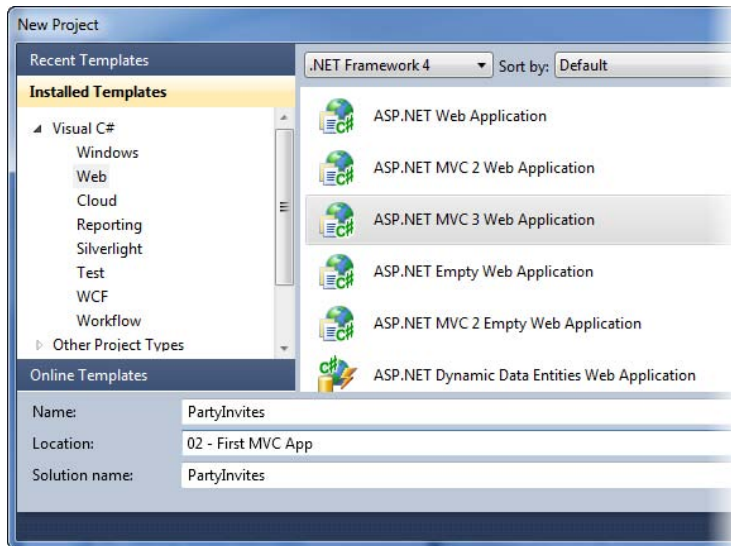 New Project
Recent Templates
Installed Templates
Visual C#
Windows
Web
Cloud
Reporting
Silverlight
Test
WCF
Workflow
Other Project Types
Online Templates
.NET Framework 4 Sort by: Default
ASP.NET Web Application
ASP.NET MVC 2 Web Application
ASP.NET MVC 3 Web Application
ASP.NET Empty Web Application
ASP.NET MVC 2 Empty Web Application
ASP.NET Dynamic Data Entities Web Application
Name: PartyInvites
Location: 02 - First MVC App
Solution name: PartyInvites